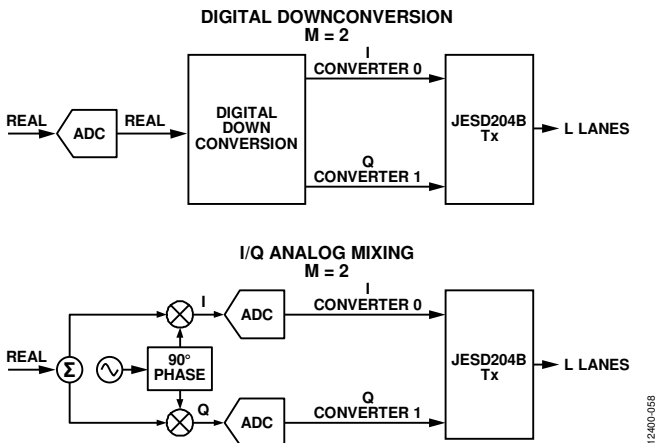 DIGITAL DOWNCONVERSION
M = 2
I
CONVERTER 0
REAL
ADC
REAL
DIGITAL
DOWN
CONVERSION
JESD204B
Tx
L LANES
Q
CONVERTER 1
I/Q ANALOG MIXING
M = 2
I
CONVERTER 0
I
ADC
REAL
Σ
90°
PHASE
JESD204B
Tx
L LANES
Q
ADC
Q
CONVERTER 1
12400-058